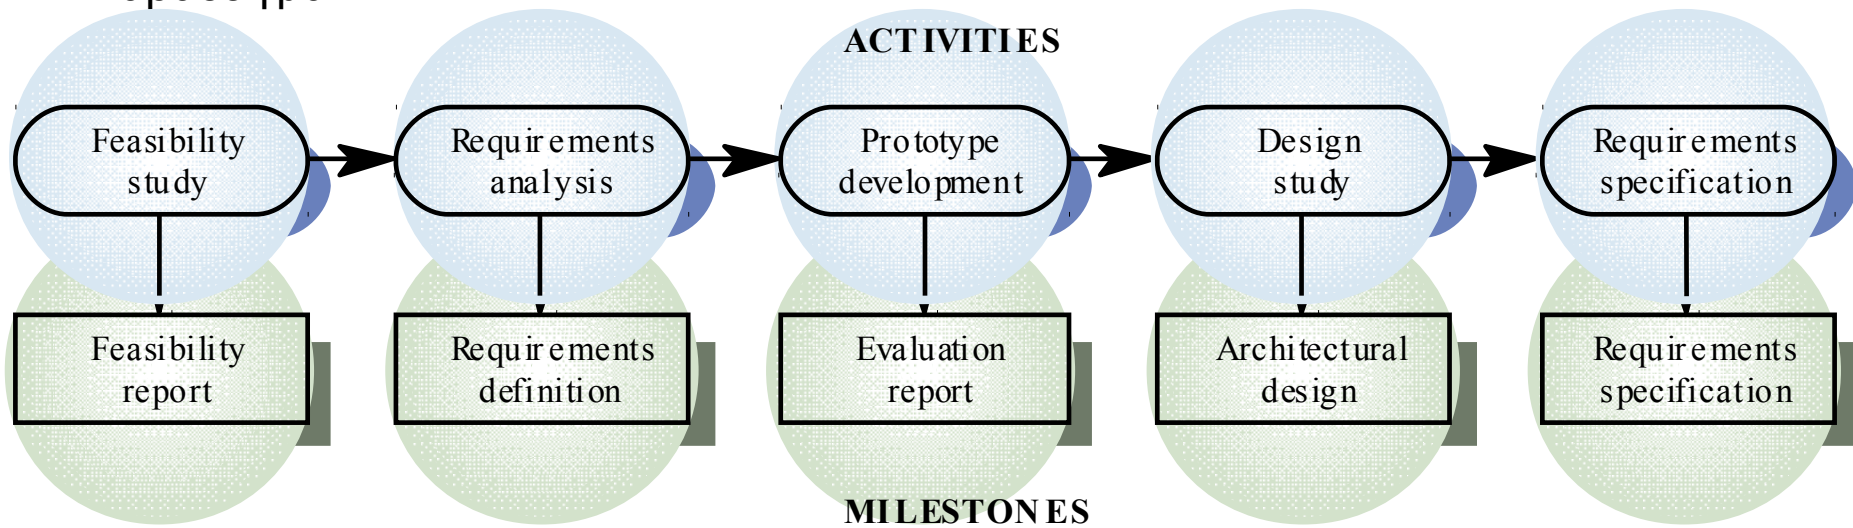 ACTIVITIES
Feasibility
study
Requirements
analysis
Prototype
development
Design
study
Requirements
specification
Feasibility
report
Requirements
definition
Evaluation
report
Architectural
design
Requirements
specification
MILESTONES